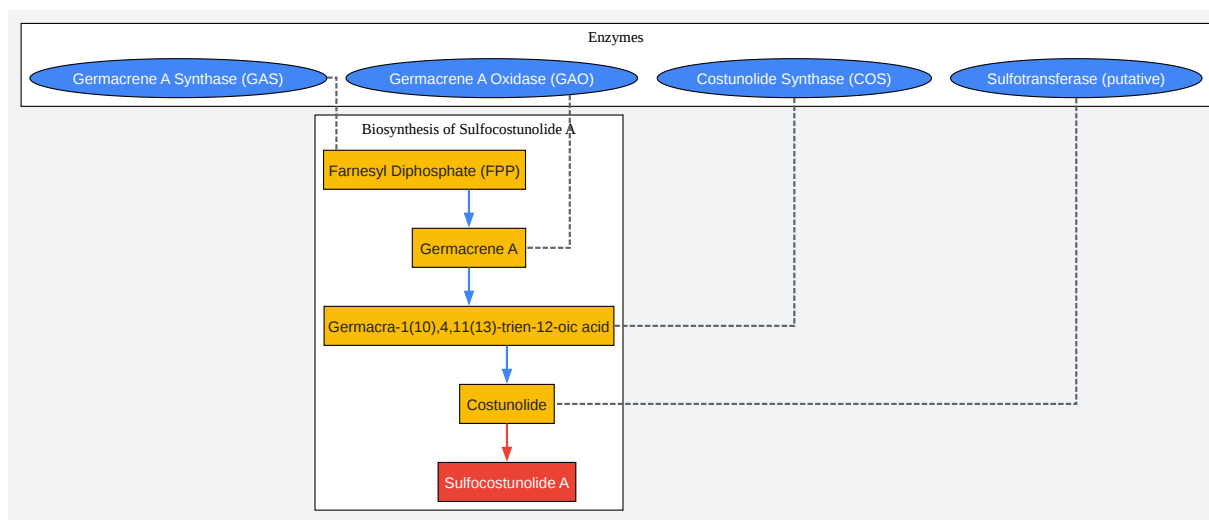 Enzymes
Germacrene A Synthase (GAS)
Germacrene A Oxidase (GAO)
Costunolide Synthase (COS)
Sulfotransferase (putative)
Biosynthesis of Sulfocostunolide A
Farnesyl Diphosphate (FPP)
Germacrene A
Germacra-1(10),4,11(13)-trien-12-oic acid
Costunolide
Sulfocostunolide A